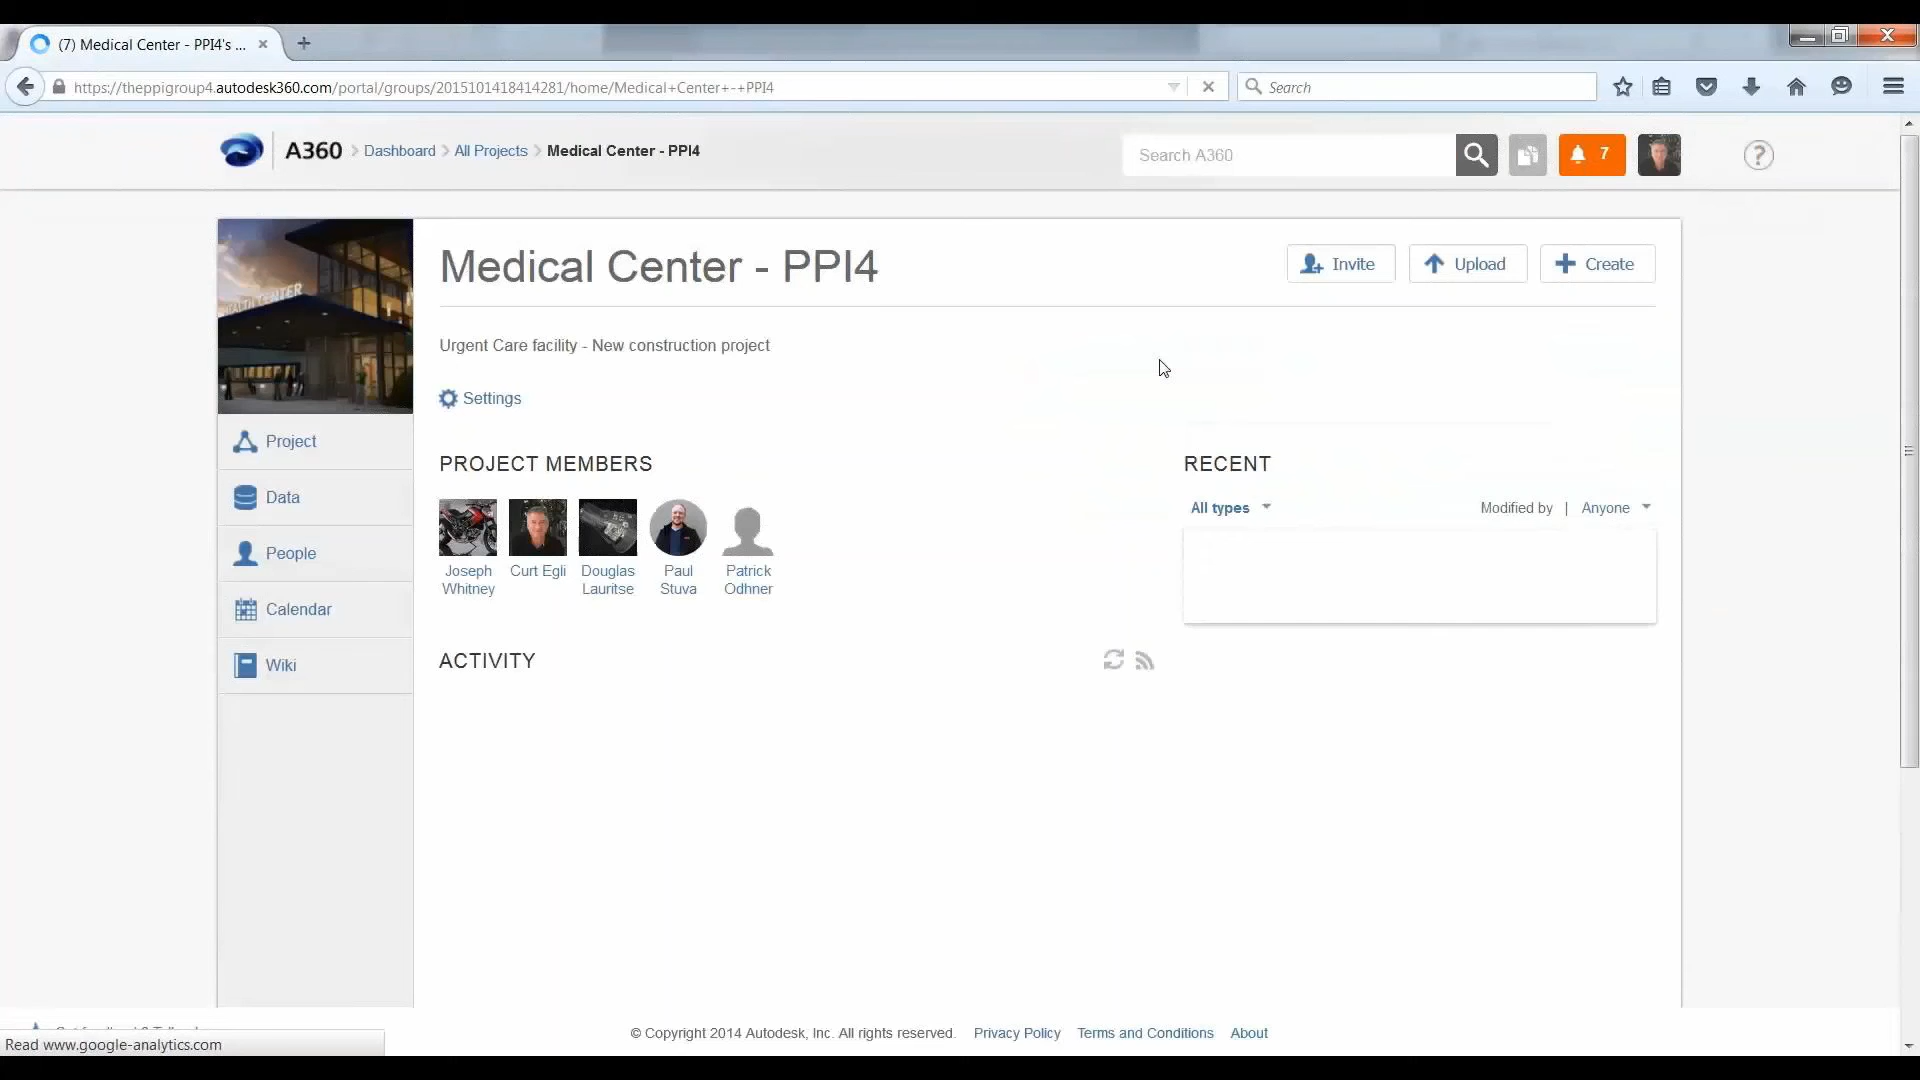 (7) Medical Center - PPI4's ...
https://theppigroup4.autodesk360.com/portal/groups/2015101418414281/home/Medical+Center+-+PPI4
Search
A360 Dashboard All Projects Medical Center - PPI4
Search A360
7
?
HEALTH CENTER
Medical Center - PPI4
Invite
Upload
Create
Urgent Care facility - New construction project
Settings
Project
Data
People
Calendar
Wiki
PROJECT MEMBERS
Joseph Whitney
Curt Egli
Douglas Lauritse
Paul Stuva
Patrick Odhner
RECENT
All types
Modified by | Anyone
ACTIVITY
© Copyright 2014 Autodesk, Inc. All rights reserved. Privacy Policy Terms and Conditions About
Read www.google-analytics.com